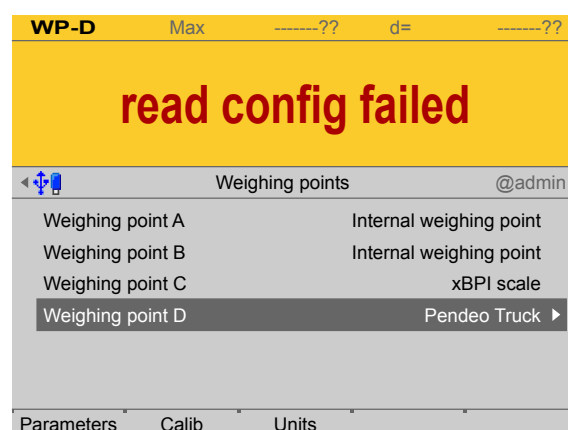 WP-D Max -------?? d= -------??
read config failed
Weighing points @admin
Weighing point A Internal weighing point
Weighing point B Internal weighing point
Weighing point C xBPI scale
Weighing point D Pendeo Truck
Parameters Calib Units